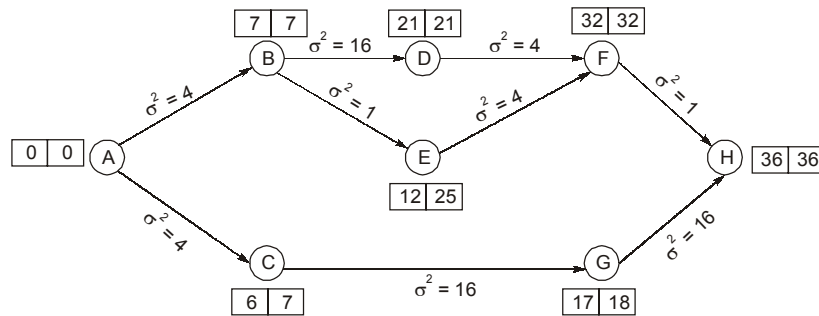 7 7
21 21
32 32
B
σ² = 16
D
σ² = 4
F
σ² = 4
σ² = 1
σ² = 4
σ² = 1
0 0
A
E
H
36 36
12 25
σ² = 4
σ² = 16
C
G
σ² = 16
6 7
17 18